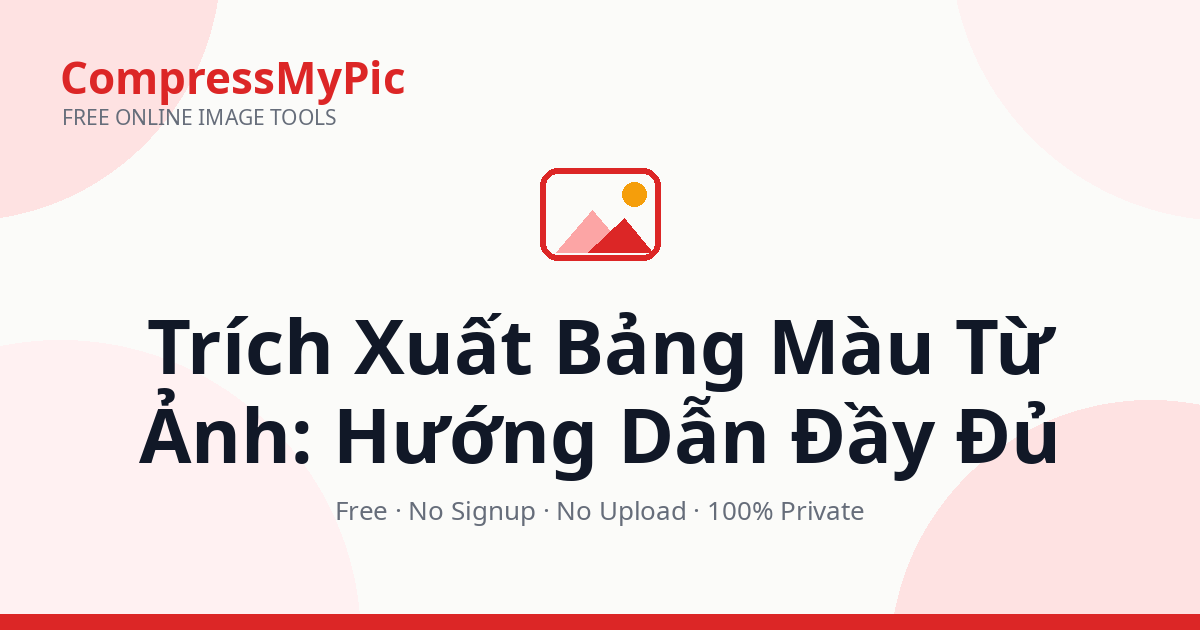 CompressMyPic
FREE ONLINE IMAGE TOOLS
Trích Xuất Bảng Màu Từ
Ảnh: Hướng Dẫn Đầy Đủ
Free · No Signup · No Upload · 100% Private